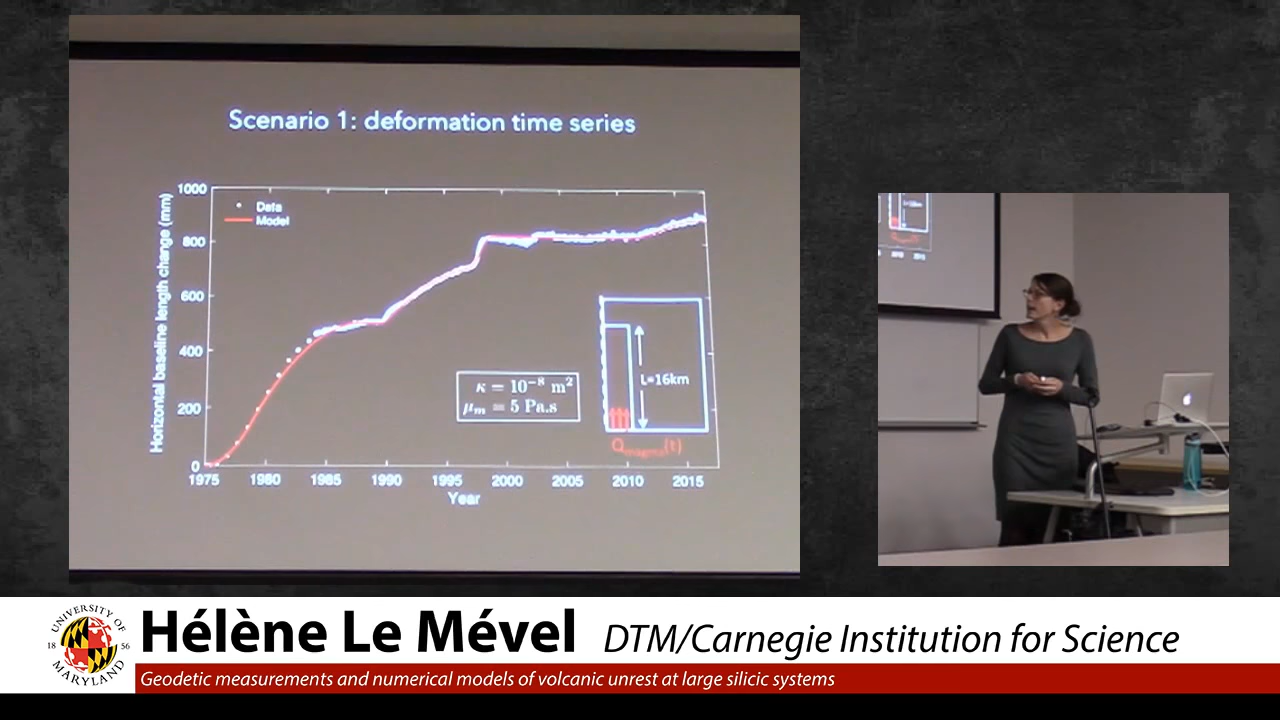 Scenario 1: deformation time series
Horizontal baseline length change (mm)
1000
800
600
400
200
0
Data
Model
κ = 10⁻⁸ m²
μₘ = 5 Pa.s
L=16km
Qmagma(t)
1975 1980 1985 1990 1995 2000 2005 2010 2015
Year
UNIVERSITY OF
18 56
MARYLAND
Hélène Le Mével DTM/Carnegie Institution for Science
Geodetic measurements and numerical models of volcanic unrest at large silicic systems